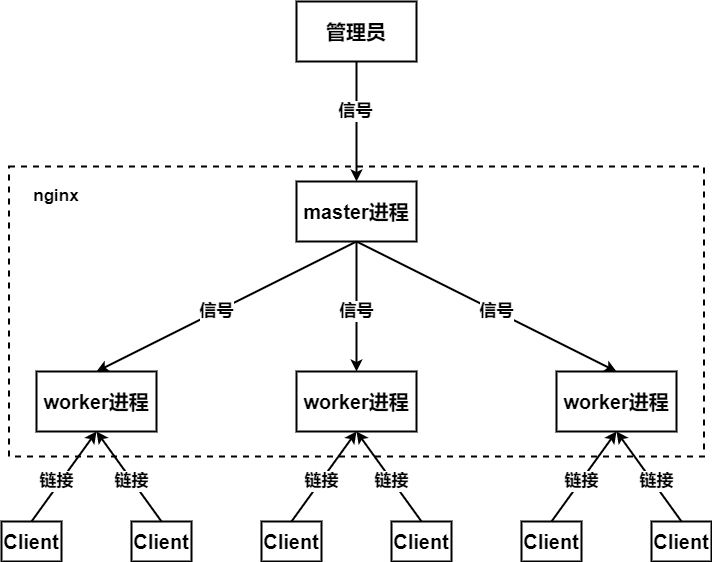 管理员
信号
nginx
master进程
信号
信号
信号
worker进程
worker进程
worker进程
链接
链接
链接
链接
链接
链接
Client
Client
Client
Client
Client
Client